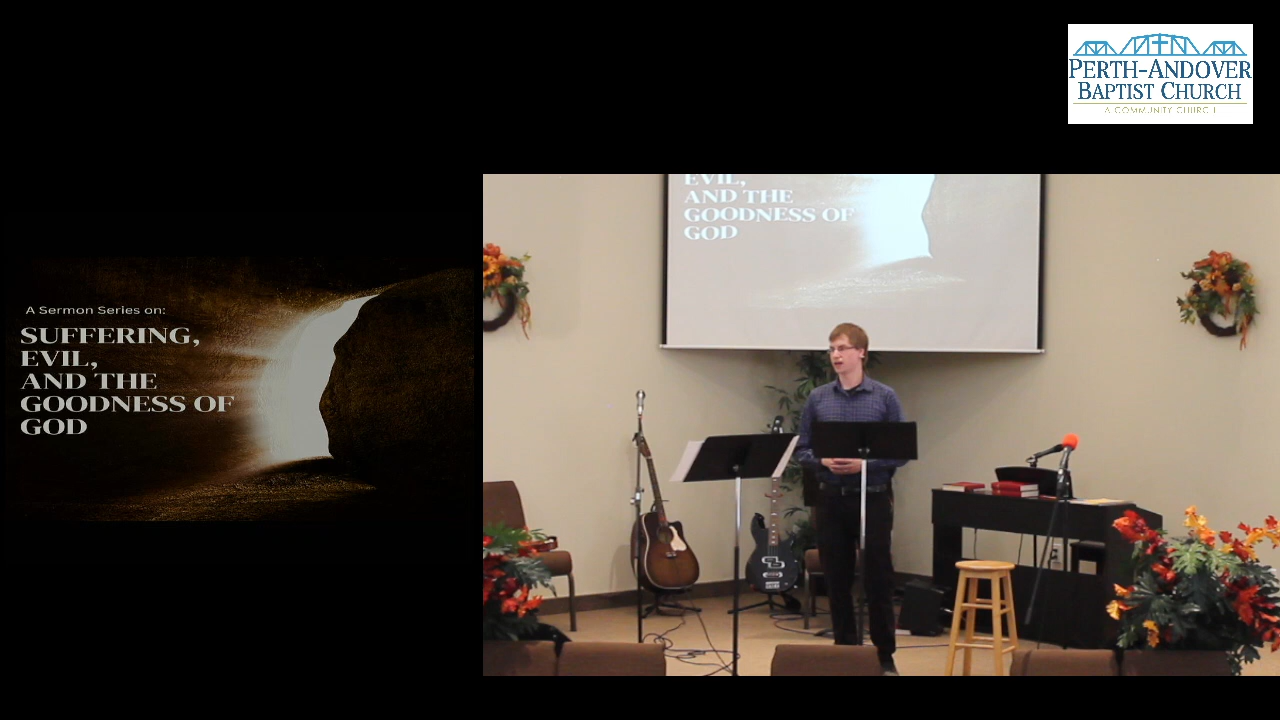 PERTH-ANDOVER
BAPTIST CHURCH
A COMMUNITY CHURCH
A Sermon Series on:
SUFFERING,
EVIL,
AND THE
GOODNESS OF
GOD
EVIL,
AND THE
GOODNESS OF
GOD